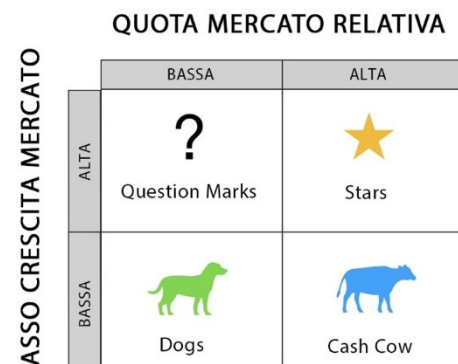 QUOTA MERCATO RELATIVA
BASSA ALTA
ASSO CRESCITA MERCATO
ALTA
?
Question Marks Stars
BASSA
Dogs Cash Cow